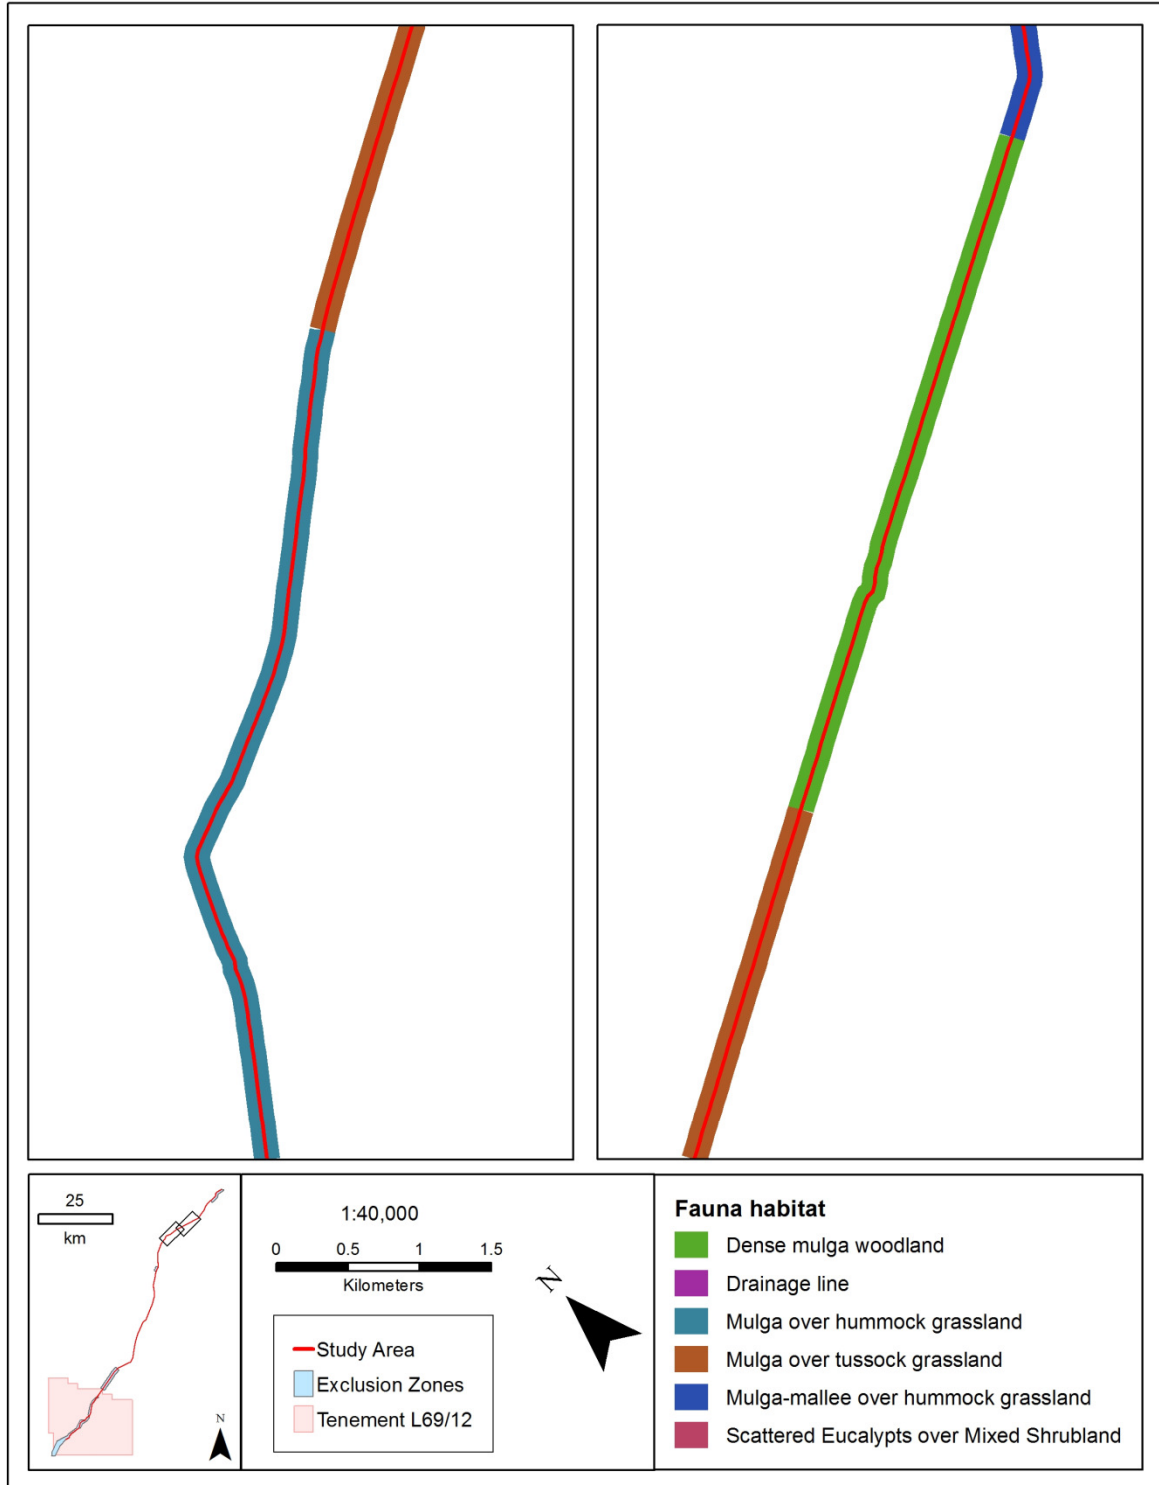 25
km
N
1:40,000
0 0.5 1 1.5
Kilometers
N
Study Area
Exclusion Zones
Tenement L69/12
Fauna habitat
Dense mulga woodland
Drainage line
Mulga over hummock grassland
Mulga over tussock grassland
Mulga-mallee over hummock grassland
Scattered Eucalypts over Mixed Shrubland